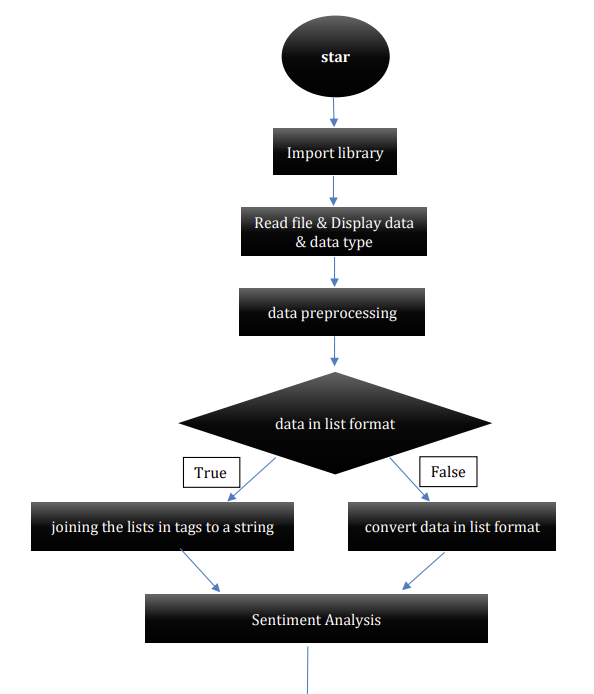 star
Import library
Read file & Display data
& data type
data preprocessing
data in list format
True
False
joining the lists in tags to a string
convert data in list format
Sentiment Analysis